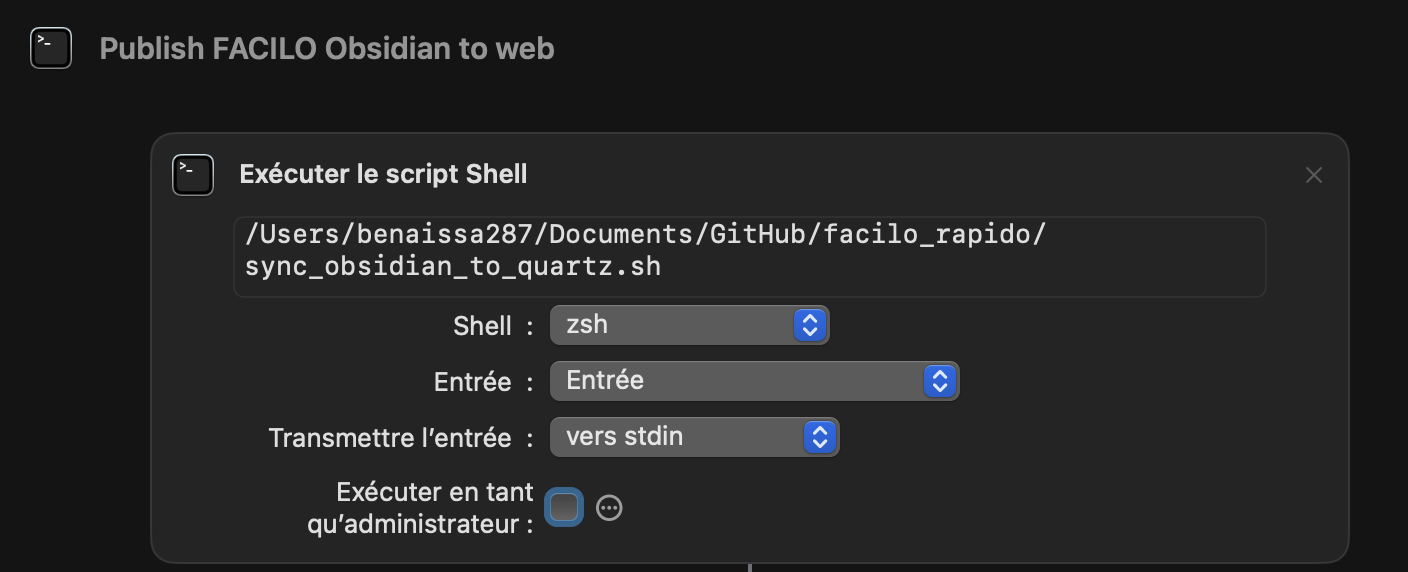 >_
Publish FACILO Obsidian to web
>_
Exécuter le script Shell
/Users/benaissa287/Documents/GitHub/facilo_rapido/
sync_obsidian_to_quartz.sh
Shell : zsh
Entrée : Entrée
Transmettre l’entrée : vers stdin
Exécuter en tant
qu’administrateur :